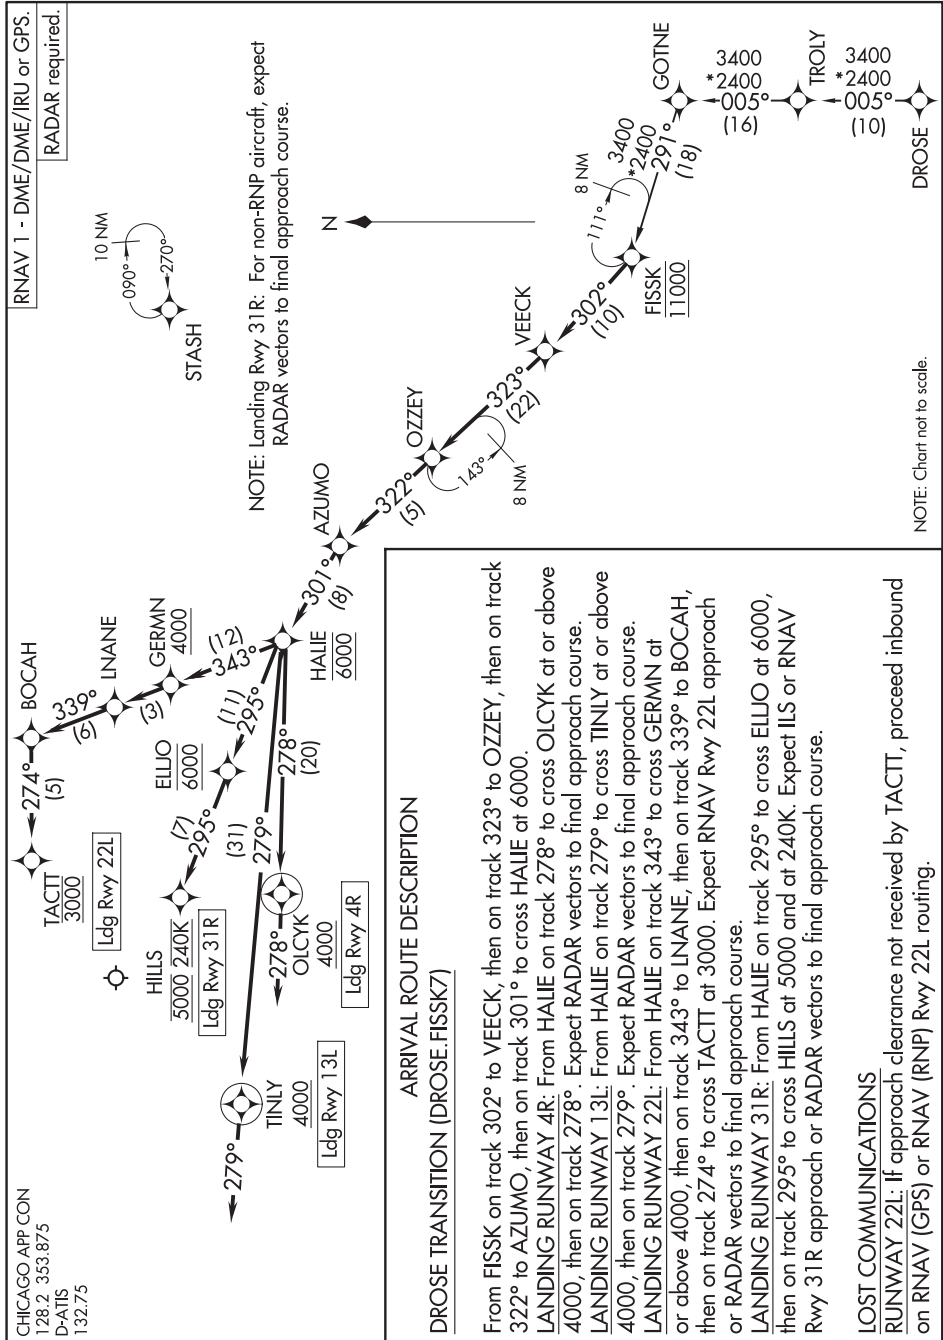 CHICAGO APP CON
128.2 353.875
D-ATIS
132.75
RNAV 1 - DME/DME/IRU or GPS.
RADAR required.
TACTT
3000
Ldg Rwy 22L
274°
(5)
BOCAH
339°
(6)
LNANE
(3)
GERMN
4000
343°
(12)
HILLS
5000 240K
Ldg Rwy 31R
295°
(7)
ELLJO
6000
295°
(11)
279°
TINLY
4000
Ldg Rwy 13L
279°
(31)
278°
OLCYK
4000
Ldg Rwy 4R
278°
(20)
HALIE
6000
301°
(8)
AZUMO
322°
(5)
OZZEY
143°
8 NM
323°
(22)
VEECK
302°
(10)
FISSK
11000
111°
8 NM
3400
*2400
291°
(18)
GOTNE
3400
*2400
005°
(16)
TROLY
3400
*2400
005°
(10)
DROSE
STASH
090°
270°
10 NM
N
NOTE: Landing Rwy 31R: For non-RNP aircraft, expect
RADAR vectors to final approach course.
NOTE: Chart not to scale.
ARRIVAL ROUTE DESCRIPTION
DROSE TRANSITION (DROSE.FISSK7)
From FISSK on track 302° to VEECK, then on track 323° to OZZEY, then on track
322° to AZUMO, then on track 301° to cross HALIE at 6000.
LANDING RUNWAY 4R: From HALIE on track 278° to cross OLCYK at or above
4000, then on track 278°. Expect RADAR vectors to final approach course.
LANDING RUNWAY 13L: From HALIE on track 279° to cross TINLY at or above
4000, then on track 279°. Expect RADAR vectors to final approach course.
LANDING RUNWAY 22L: From HALIE on track 343° to cross GERMN at
or above 4000, then on track 343° to LNANE, then on track 339° to BOCAH,
then on track 274° to cross TACTT at 3000. Expect RNAV Rwy 22L approach
or RADAR vectors to final approach course.
LANDING RUNWAY 31R: From HALIE on track 295° to cross ELLJO at 6000,
then on track 295° to cross HILLS at 5000 and at 240K. Expect ILS or RNAV
Rwy 31R approach or RADAR vectors to final approach course.
LOST COMMUNICATIONS
RUNWAY 22L: If approach clearance not received by TACTT, proceed inbound
on RNAV (GPS) or RNAV (RNP) Rwy 22L routing.